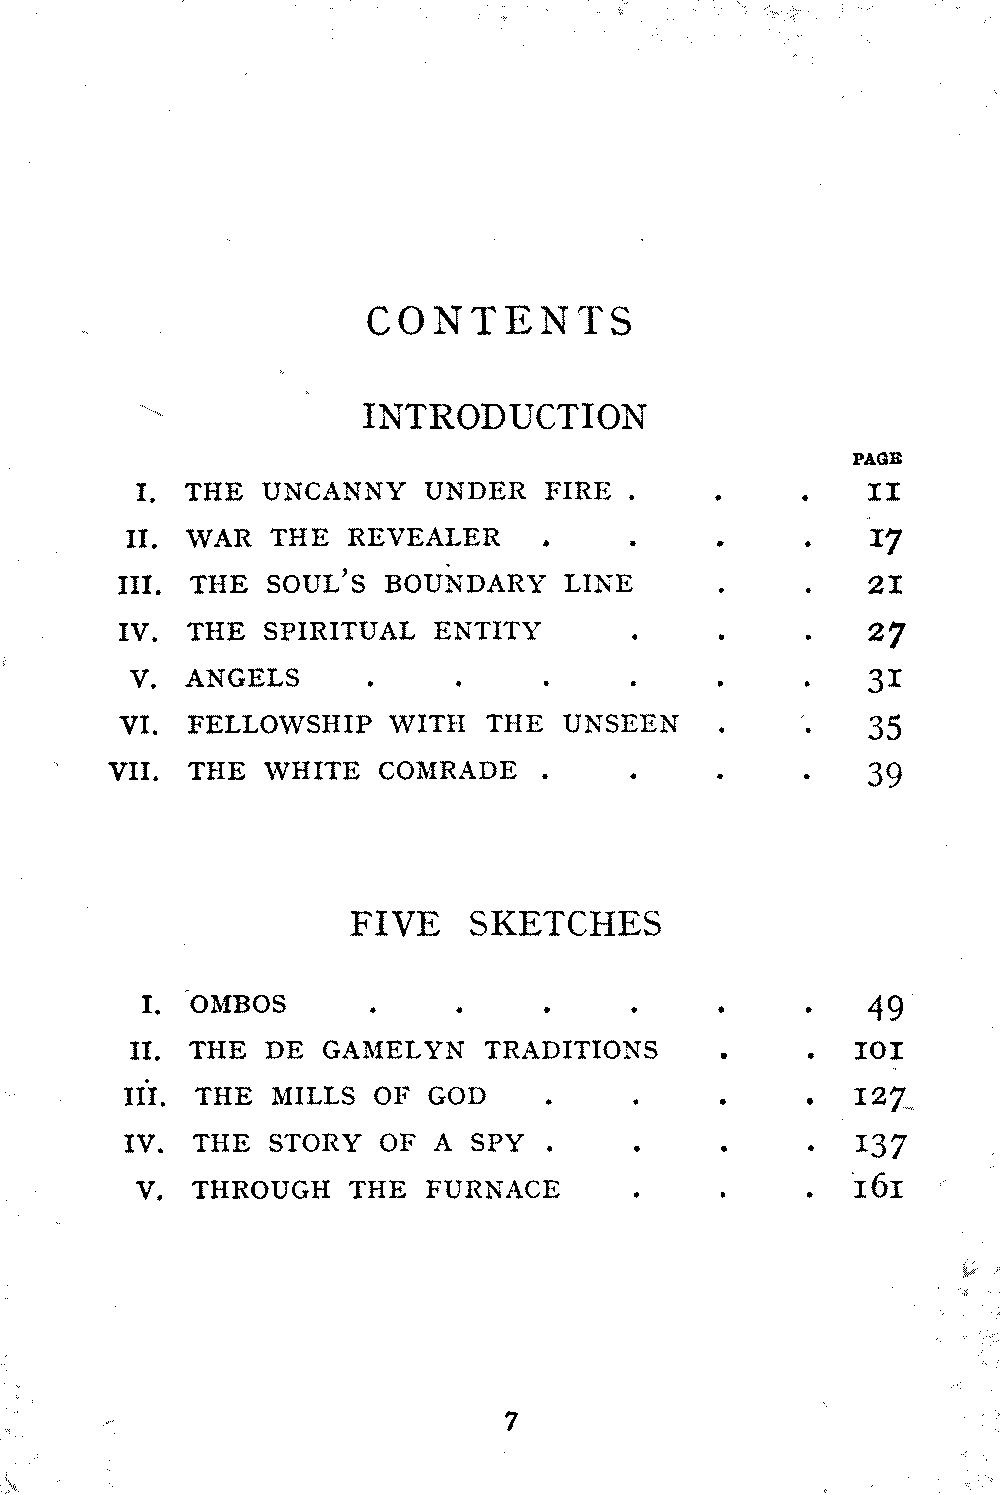 CONTENTS
INTRODUCTION
PAGE
I. THE UNCANNY UNDER FIRE . . . 11
II. WAR THE REVEALER . . . . 17
III. THE SOUL'S BOUNDARY LINE . . 21
IV. THE SPIRITUAL ENTITY . . . 27
V. ANGELS . . . . . . 31
VI. FELLOWSHIP WITH THE UNSEEN . . 35
VII. THE WHITE COMRADE . . . . 39
FIVE SKETCHES
I. OMBOS . . . . . . 49
II. THE DE GAMELYN TRADITIONS . . 101
III. THE MILLS OF GOD . . . . 127
IV. THE STORY OF A SPY . . . . 137
V. THROUGH THE FURNACE . . . 161
7